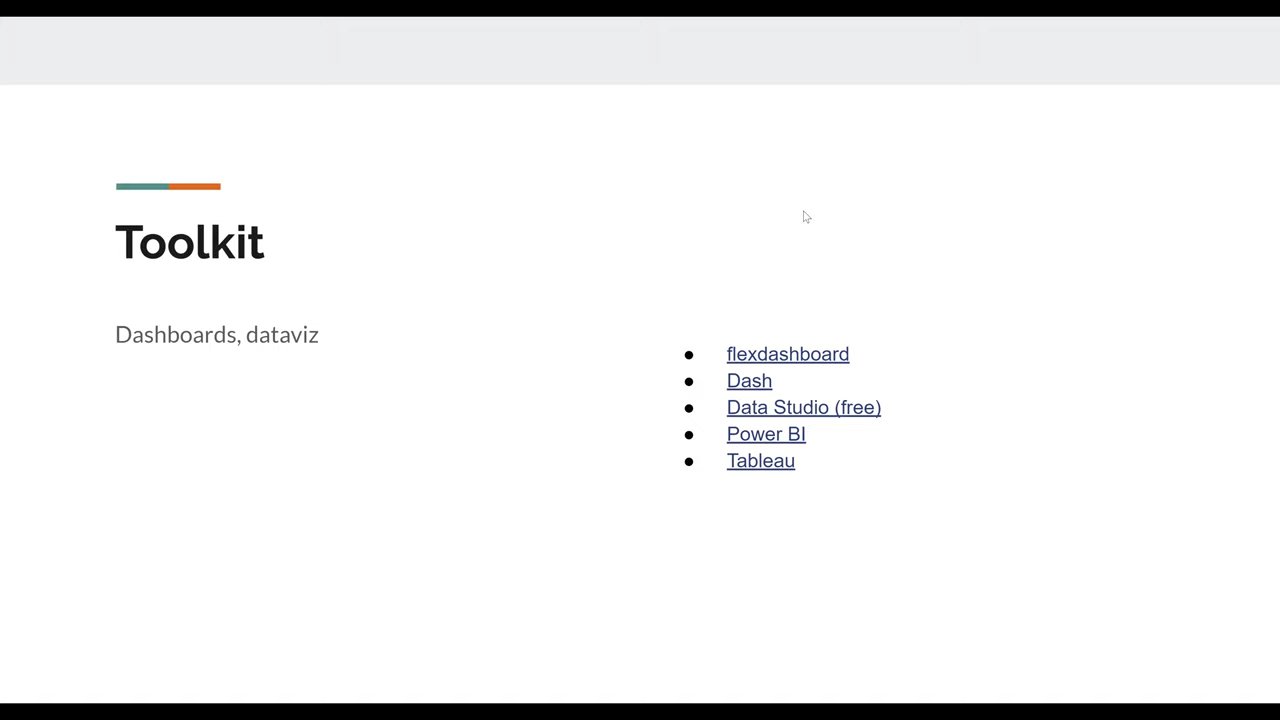 Toolkit
Dashboards, dataviz
flexdashboard
Dash
Data Studio (free)
Power BI
Tableau